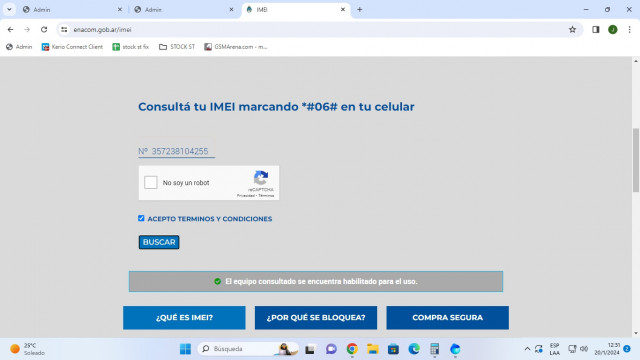 Admin
Admin
IMEI
enacom.gob.ar/imei
J
Admin
Kerio Connect Client
stock st fix
STOCK ST
GSMArena.com - m...
Consultá tu IMEI marcando *#06# en tu celular
Nº 357238104255
No soy un robot
reCAPTCHA
Privacidad - Términos
ACEPTO TERMINOS Y CONDICIONES
BUSCAR
El equipo consultado se encuentra habilitado para el uso.
¿QUÉ ES IMEI?
¿POR QUÉ SE BLOQUEA?
COMPRA SEGURA
25°C
Soleado
Búsqueda
ESP
LAA
12:31
20/1/2024